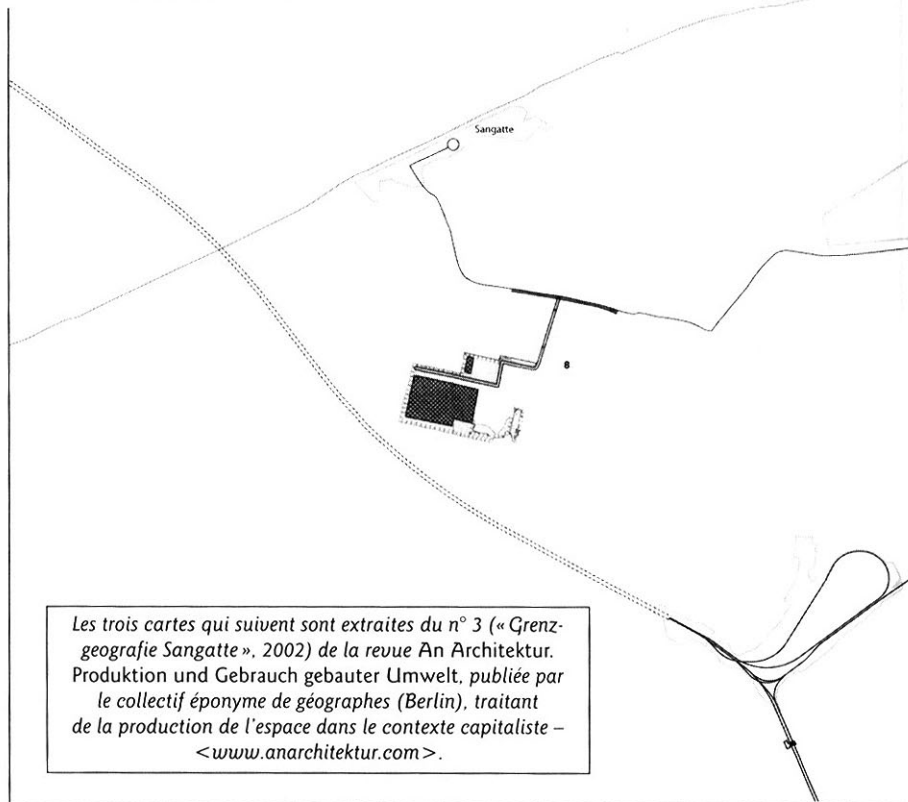 Sangatte
8
Les trois cartes qui suivent sont extraites du n° 3 (« Grenz-
geografie Sangatte », 2002) de la revue An Architektur.
Produktion und Gebrauch gebauter Umwelt, publiée par
le collectif éponyme de géographes (Berlin), traitant
de la production de l'espace dans le contexte capitaliste –
<www.anarchitektur.com>.